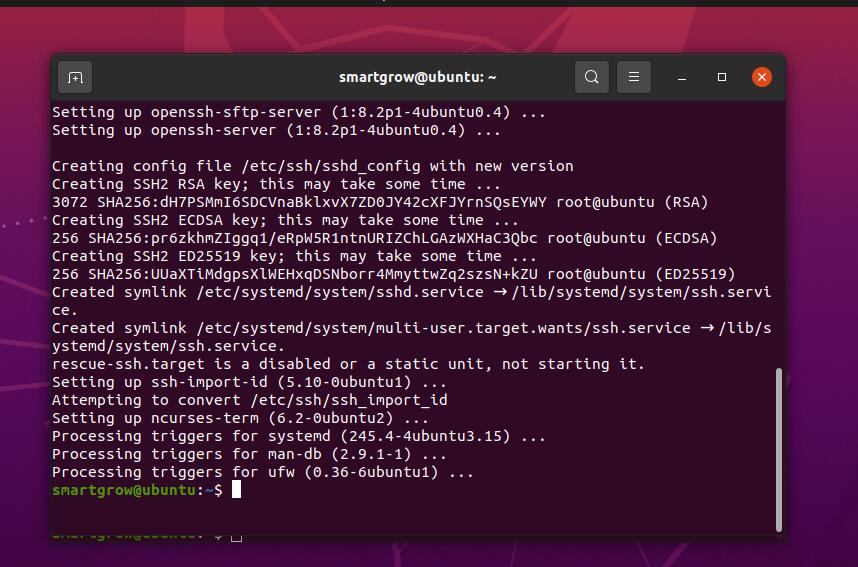 smartgrow@ubuntu: ~
Setting up openssh-sftp-server (1:8.2p1-4ubuntu0.4) ...
Setting up openssh-server (1:8.2p1-4ubuntu0.4) ...
Creating config file /etc/ssh/sshd_config with new version
Creating SSH2 RSA key; this may take some time ...
3072 SHA256:dH7PSMmI6SDCVnaBklxvX7ZD0JY42cXFJYrnSQsEYWY root@ubuntu (RSA)
Creating SSH2 ECDSA key; this may take some time ...
256 SHA256:pr6zkhmZIggq1/eRpW5R1ntnURIZChLGAzWXHaC3Qbc root@ubuntu (ECDSA)
Creating SSH2 ED25519 key; this may take some time ...
256 SHA256:UUaXTiMdgpsXlWEHxqDSNborr4MmyttwZq2szsN+kZU root@ubuntu (ED25519)
Created symlink /etc/systemd/system/sshd.service → /lib/systemd/system/ssh.servi
ce.
Created symlink /etc/systemd/system/multi-user.target.wants/ssh.service → /lib/s
ystemd/system/ssh.service.
rescue-ssh.target is a disabled or a static unit, not starting it.
Setting up ssh-import-id (5.10-0ubuntu1) ...
Attempting to convert /etc/ssh/ssh_import_id
Setting up ncurses-term (6.2-0ubuntu2) ...
Processing triggers for systemd (245.4-4ubuntu3.15) ...
Processing triggers for man-db (2.9.1-1) ...
Processing triggers for ufw (0.36-6ubuntu1) ...
smartgrow@ubuntu:~$